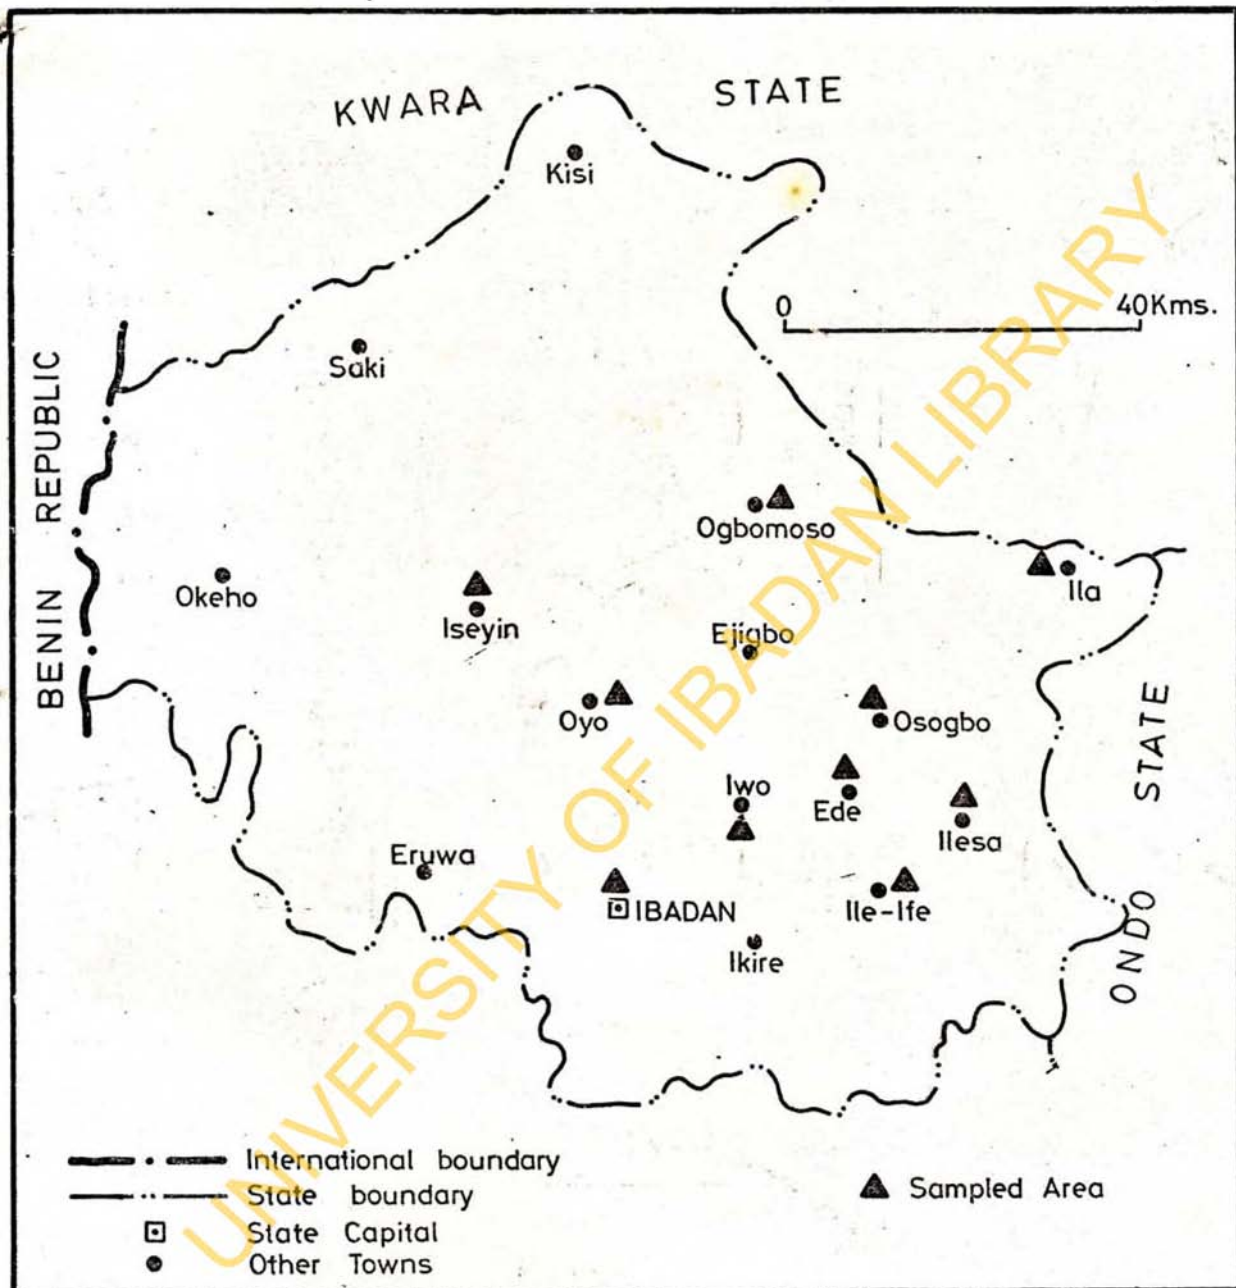 KWARA STATE
Kisi
0 40Kms.
Saki
BENIN REPUBLIC
Ogbomoso
Okeho
Iseyin
Ila
Ejigbo
Oyo
Osogbo
ONDO STATE
Iwo
Ede
Ilesa
Eruwa
IBADAN
Ile-Ife
Ikire
UNIVERSITY OF IBADAN LIBRARY
International boundary
State boundary
State Capital
Other Towns
Sampled Area